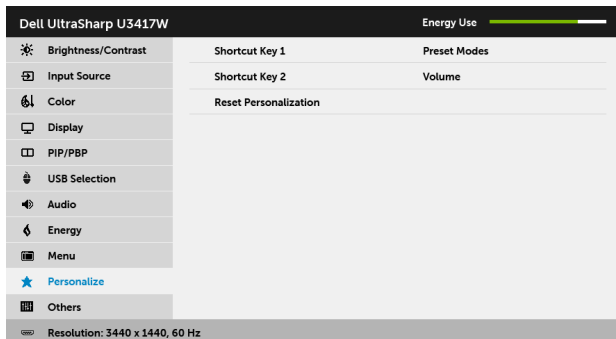 Dell UltraSharp U3417W Energy Use
Brightness/Contrast Shortcut Key 1 Preset Modes
Input Source Shortcut Key 2 Volume
Color Reset Personalization
Display
PIP/PBP
USB Selection
Audio
Energy
Menu
Personalize
Others
Resolution: 3440 x 1440, 60 Hz